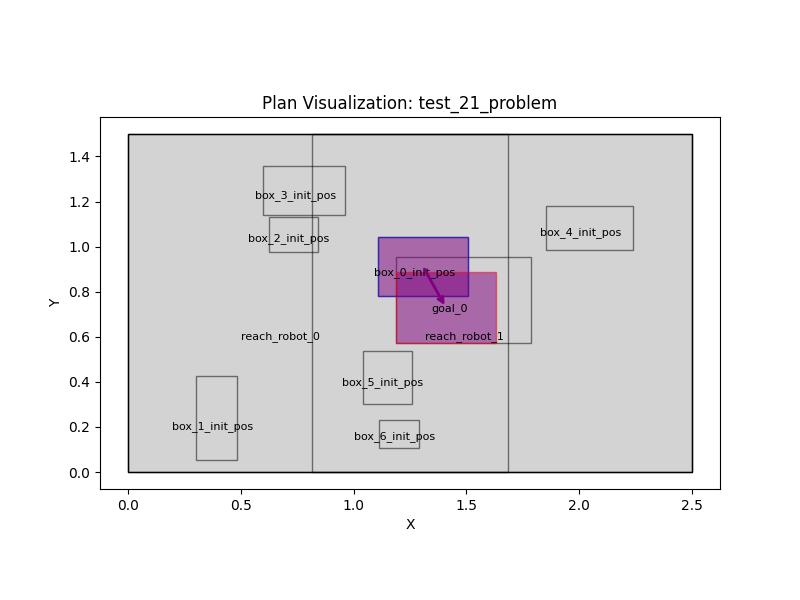 Plan Visualization: test_21_problem
1.4
1.2
1.0
0.8
0.6
0.4
0.2
0.0
Y
box_3_init_pos
box_2_init_pos
box_4_init_pos
box_0_init_pos
goal_0
reach_robot_0
reach_robot_1
box_5_init_pos
box_1_init_pos
box_6_init_pos
0.0 0.5 1.0 1.5 2.0 2.5
X